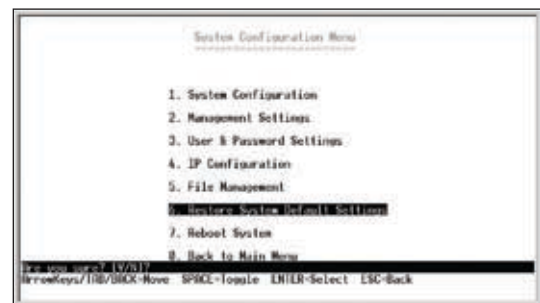 System Configuration Menu
1. System Configuration
2. Management Settings
3. User & Password Settings
4. IP Configuration
5. File Management
6. Restore System Default Settings
7. Reboot System
0. Back to Main Menu
Are you sure? [Y/N]?
ArrowKeys/TAB/BACK-Move SPACE-Toggle ENTER-Select ESC-Back